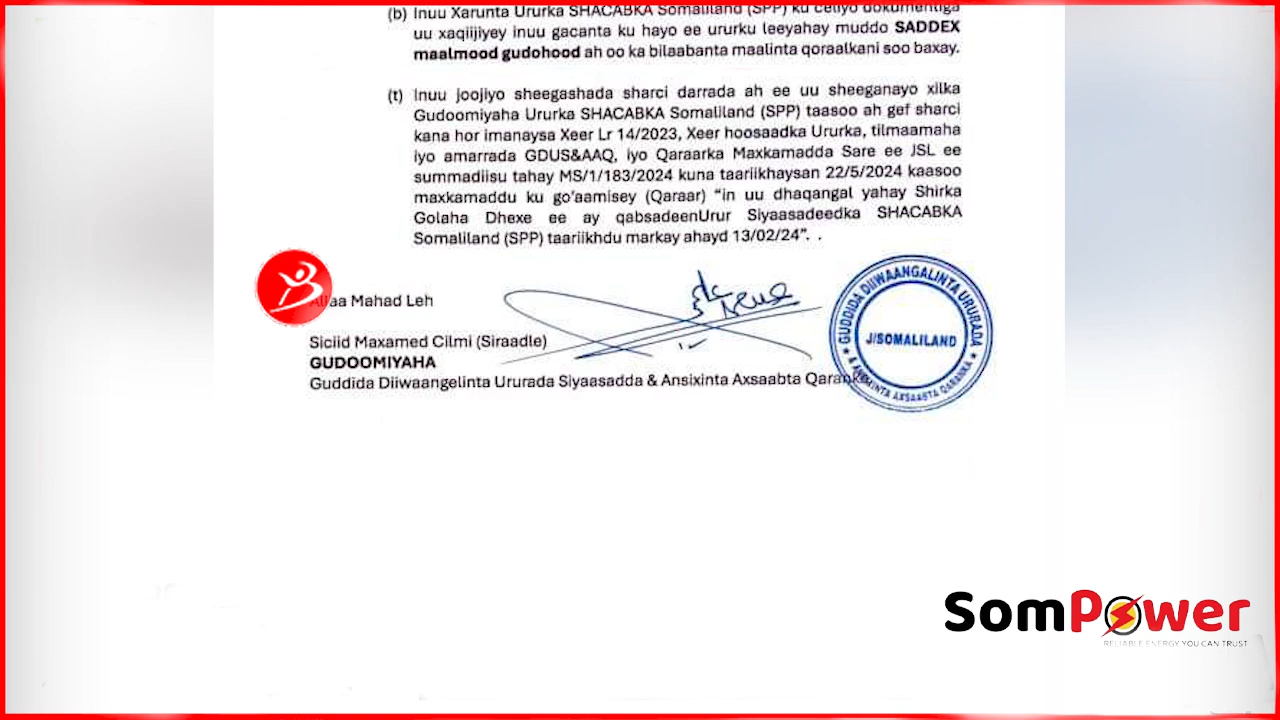 (b) Inuu Xarunta Ururka SHACABKA Somaliland (SPP) ku celiyo dokumentiga
uu xaqiijiyey inuu gacanta ku hayo ee ururku leeyahay muddo SADDEX
maalmood gudohood ah oo ka bilaabanta maalinta qoraalkani soo baxay.
(t) Inuu joojiyo sheegashada sharci darrada ah ee uu sheeganayo xilka
Gudoomiyaha Ururka SHACABKA Somaliland (SPP) taasoo ah gef sharci
kana hor imanaysa Xeer Lr 14/2023, Xeer hoosaadka Ururka, tilmaamaha
iyo amarrada GDUS&AAQ, iyo Qaraarka Maxkamadda Sare ee JSL ee
summadiisu tahay MS/1/183/2024 kuna taariikhaysan 22/5/2024 kaasoo
maxkamaddu ku go'aamisey (Qaraar) "in uu dhaqangal yahay Shirka
Golaha Dhexe ee ay qabsadeenUrur Siyaasadeedka SHACABKA
Somaliland (SPP) taariikhdu markay ahayd 13/02/24". .
Mahad Leh
Siciid Maxamed Cilmi (Siraadle)
GUDOOMIYAHA
Guddida Diiwaangelinta Ururada Siyaasadda & Ansixinta Axsaabta Qaranka
GUDDIDA DIIWAANGALINTA URURADA
J/SOMALILAND
& ANSIXINTA AXSAABTA QARANKA
SomPower
RELIABLE ENERGY YOU CAN TRUST